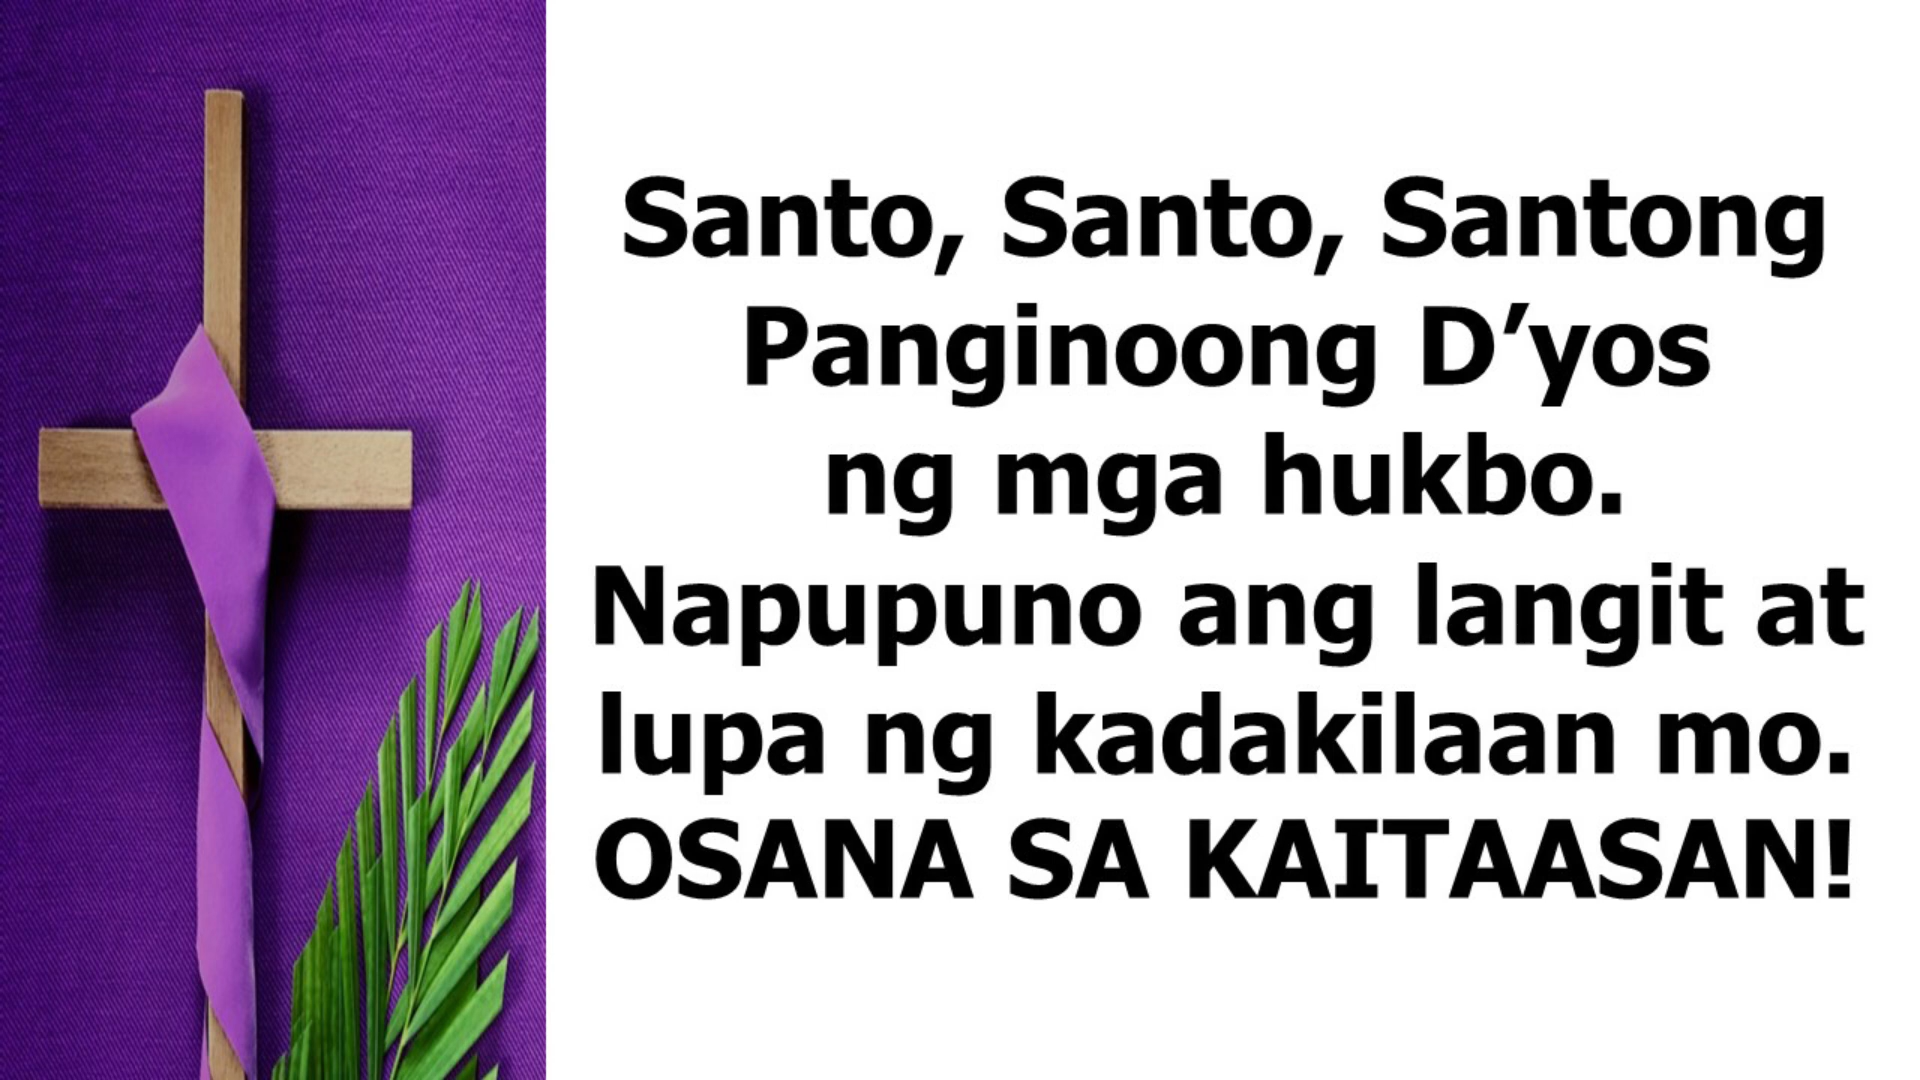 Santo, Santo, Santong
Panginoong D’yos
ng mga hukbo.
Napupuno ang langit at
lupa ng kadakilaan mo.
OSANA SA KAITAASAN!